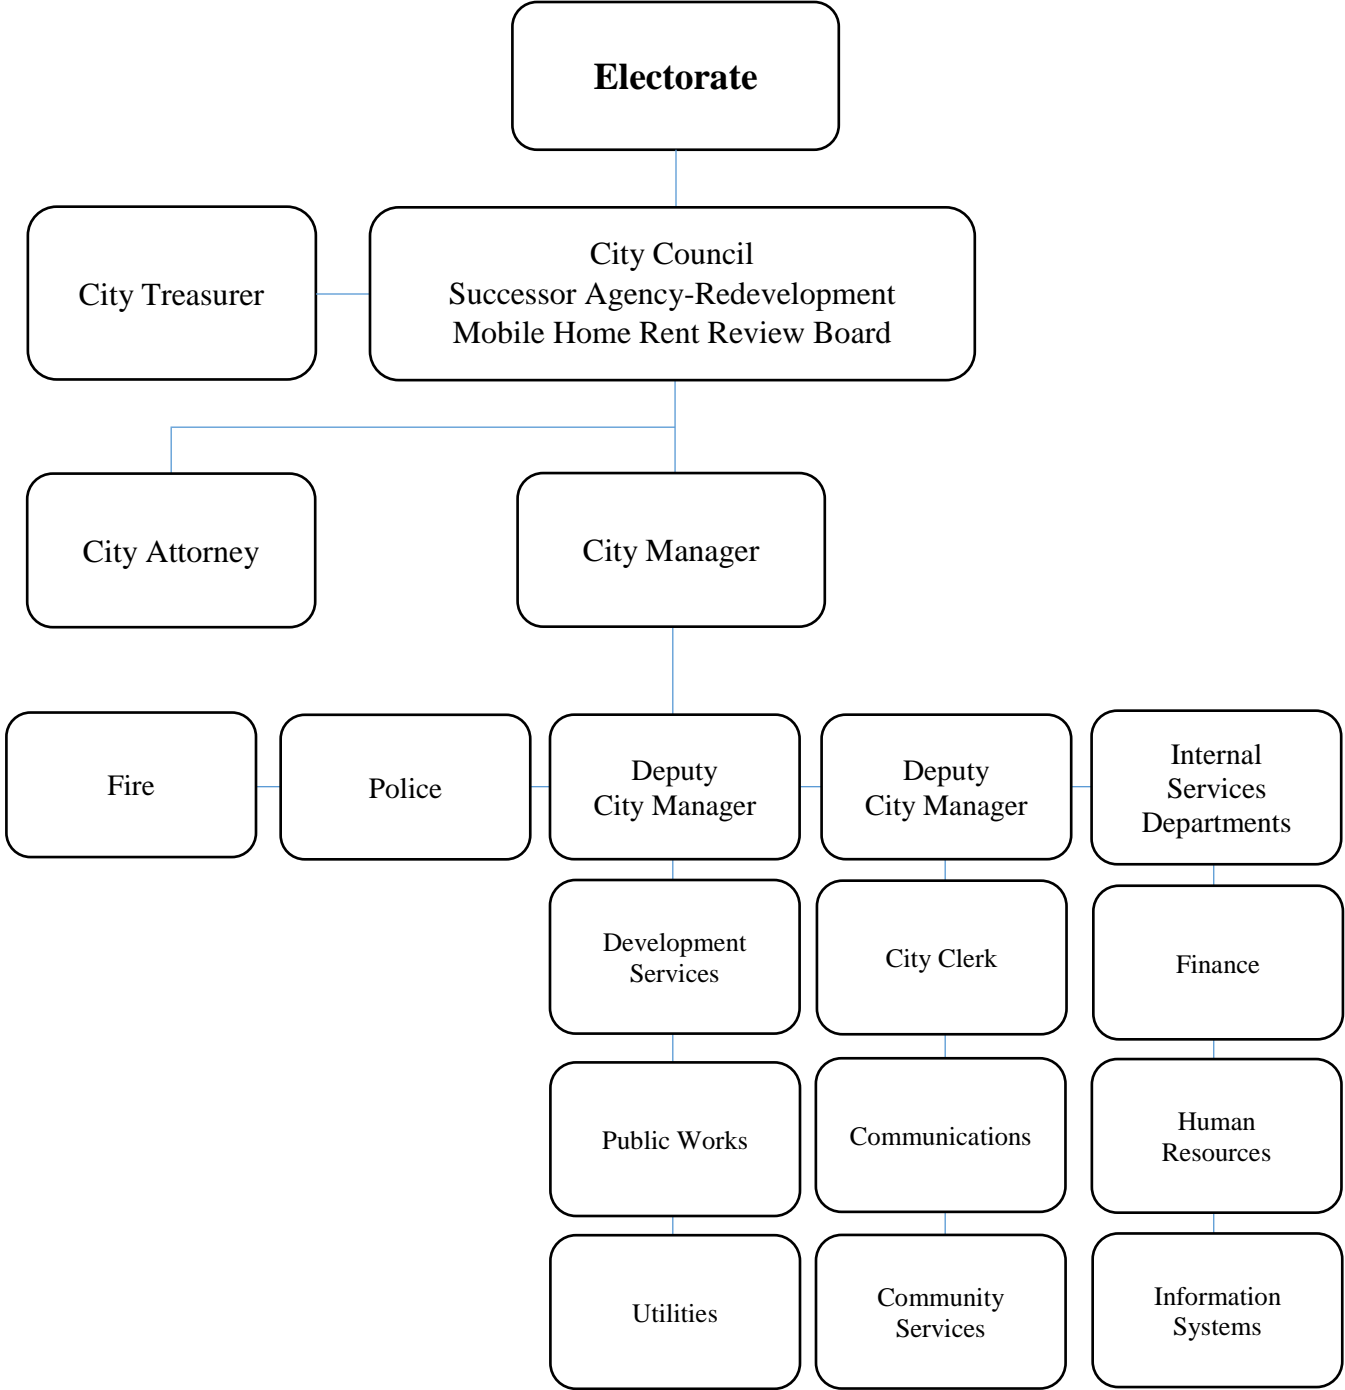 Electorate
City Treasurer
City Council
Successor Agency-Redevelopment
Mobile Home Rent Review Board
City Attorney
City Manager
Fire
Police
Deputy
City Manager
Deputy
City Manager
Internal
Services
Departments
Development
Services
City Clerk
Finance
Public Works
Communications
Human
Resources
Utilities
Community
Services
Information
Systems